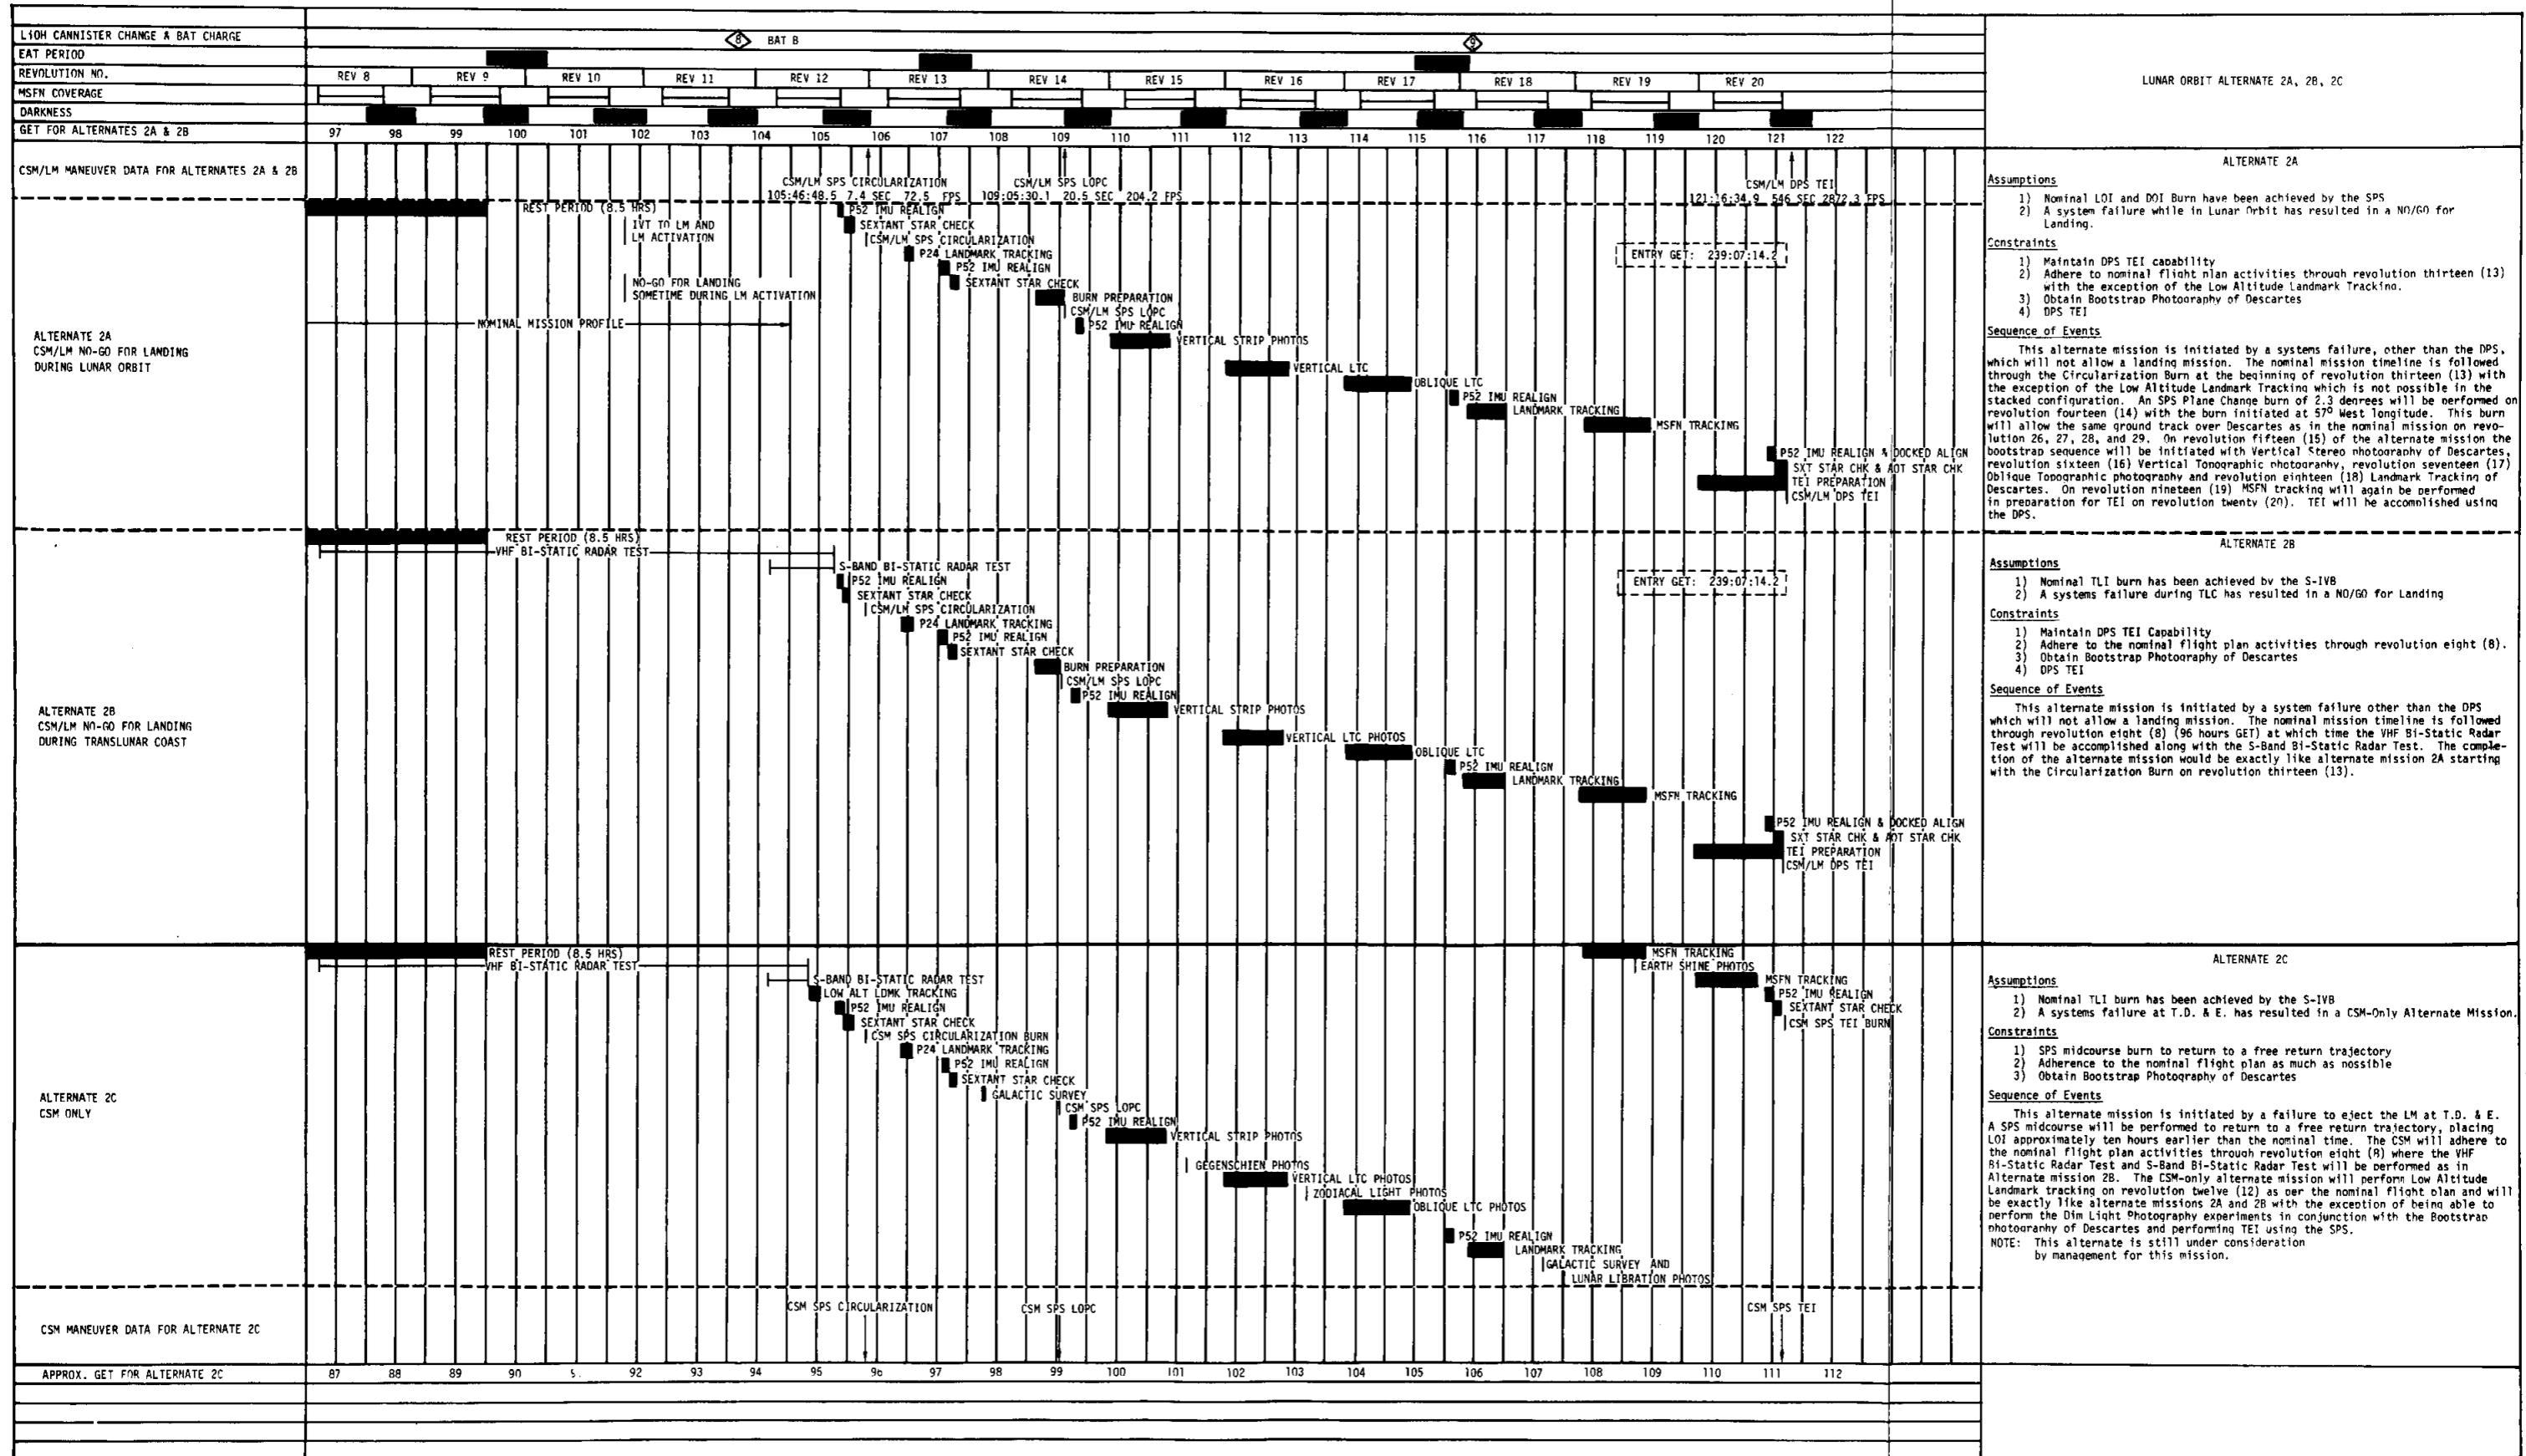 LiOH CANNISTER CHANGE & BAT CHARGE
8 BAT B
9
EAT PERIOD
REVOLUTION NO.
REV 8 REV 9 REV 10 REV 11 REV 12 REV 13 REV 14 REV 15 REV 16 REV 17 REV 18 REV 19 REV 20
MSFN COVERAGE
DARKNESS
GET FOR ALTERNATES 2A & 2B
97 98 99 100 101 102 103 104 105 106 107 108 109 110 111 112 113 114 115 116 117 118 119 120 121 122
CSM/LM MANEUVER DATA FOR ALTERNATES 2A & 2B
CSM/LM SPS CIRCULARIZATION
105:46:48.5 7.4 SEC 72.5 FPS
CSM/LM SPS LOPC
109:05:30.1 20.5 SEC 204.2 FPS
CSM/LM DPS TEI
121:16:34.9 546 SEC 2872.3 FPS
ALTERNATE 2A
CSM/LM NO-GO FOR LANDING
DURING LUNAR ORBIT
REST PERIOD (8.5 HRS)
IVT TO LM AND
LM ACTIVATION
NO-GO FOR LANDING
SOMETIME DURING LM ACTIVATION
NOMINAL MISSION PROFILE
P52 IMU REALIGN
SEXTANT STAR CHECK
CSM/LM SPS CIRCULARIZATION
P24 LANDMARK TRACKING
P52 IMU REALIGN
SEXTANT STAR CHECK
BURN PREPARATION
CSM/LM SPS LOPC
P52 IMU REALIGN
VERTICAL STRIP PHOTOS
VERTICAL LTC
OBLIQUE LTC
P52 IMU REALIGN
LANDMARK TRACKING
MSFN TRACKING
ENTRY GET: 239:07:14.2
P52 IMU REALIGN & DOCKED ALIGN
SXT STAR CHK & AOT STAR CHK
TEI PREPARATION
CSM/LM DPS TEI
ALTERNATE 2B
CSM/LM NO-GO FOR LANDING
DURING TRANSLUNAR COAST
REST PERIOD (8.5 HRS)
VHF BI-STATIC RADAR TEST
S-BAND BI-STATIC RADAR TEST
P52 IMU REALIGN
SEXTANT STAR CHECK
CSM/LM SPS CIRCULARIZATION
P24 LANDMARK TRACKING
P52 IMU REALIGN
SEXTANT STAR CHECK
BURN PREPARATION
CSM/LM SPS LOPC
P52 IMU REALIGN
VERTICAL STRIP PHOTOS
VERTICAL LTC PHOTOS
OBLIQUE LTC
P52 IMU REALIGN
LANDMARK TRACKING
MSFN TRACKING
ENTRY GET: 239:07:14.2
P52 IMU REALIGN & DOCKED ALIGN
SXT STAR CHK & AOT STAR CHK
TEI PREPARATION
CSM/LM DPS TEI
ALTERNATE 2C
CSM ONLY
REST PERIOD (8.5 HRS)
VHF BI-STATIC RADAR TEST
S-BAND BI-STATIC RADAR TEST
LOW ALT LDMK TRACKING
P52 IMU REALIGN
SEXTANT STAR CHECK
CSM SPS CIRCULARIZATION BURN
P24 LANDMARK TRACKING
P52 IMU REALIGN
SEXTANT STAR CHECK
GALACTIC SURVEY
CSM SPS LOPC
P52 IMU REALIGN
VERTICAL STRIP PHOTOS
GEGENSCHIEN PHOTOS
VERTICAL LTC PHOTOS
ZODIACAL LIGHT PHOTOS
OBLIQUE LTC PHOTOS
P52 IMU REALIGN
LANDMARK TRACKING
GALACTIC SURVEY AND
LUNAR LIBRATION PHOTOS
MSFN TRACKING
EARTH SHINE PHOTOS
MSFN TRACKING
P52 IMU REALIGN
SEXTANT STAR CHECK
CSM SPS TEI BURN
CSM MANEUVER DATA FOR ALTERNATE 2C
CSM SPS CIRCULARIZATION
CSM SPS LOPC
CSM SPS TEI
APPROX. GET FOR ALTERNATE 2C
87 88 89 90 92 93 94 95 96 97 98 99 100 101 102 103 104 105 106 107 108 109 110 111 112
LUNAR ORBIT ALTERNATE 2A, 2B, 2C
ALTERNATE 2A
Assumptions
1) Nominal LOI and DOI Burn have been achieved by the SPS
2) A system failure while in Lunar Orbit has resulted in a NO/GO for
Landing.
Constraints
1) Maintain DPS TEI capability
2) Adhere to nominal flight plan activities through revolution thirteen (13)
with the exception of the Low Altitude Landmark Tracking.
3) Obtain Bootstrap Photography of Descartes
4) DPS TEI
Sequence of Events
This alternate mission is initiated by a systems failure, other than the DPS,
which will not allow a landing mission. The nominal mission timeline is followed
through the Circularization Burn at the beginning of revolution thirteen (13) with
the exception of the Low Altitude Landmark Tracking which is not possible in the
stacked configuration. An SPS Plane Change burn of 2.3 degrees will be performed on
revolution fourteen (14) with the burn initiated at 57º West longitude. This burn
will allow the same ground track over Descartes as in the nominal mission on revo-
lution 26, 27, 28, and 29. On revolution fifteen (15) of the alternate mission the
bootstrap sequence will be initiated with Vertical Stereo photography of Descartes,
revolution sixteen (16) Vertical Topographic photography, revolution seventeen (17)
Oblique Topographic photography and revolution eighteen (18) Landmark Tracking of
Descartes. On revolution nineteen (19) MSFN tracking will again be performed
in preparation for TEI on revolution twenty (20). TEI will be accomplished using
the DPS.
ALTERNATE 2B
Assumptions
1) Nominal TLI burn has been achieved by the S-IVB
2) A systems failure during TLC has resulted in a NO/GO for Landing
Constraints
1) Maintain DPS TEI Capability
2) Adhere to the nominal flight plan activities through revolution eight (8).
3) Obtain Bootstrap Photography of Descartes
4) DPS TEI
Sequence of Events
This alternate mission is initiated by a system failure other than the DPS
which will not allow a landing mission. The nominal mission timeline is followed
through revolution eight (8) (96 hours GET) at which time the VHF Bi-Static Radar
Test will be accomplished along with the S-Band Bi-Static Radar Test. The comple-
tion of the alternate mission would be exactly like alternate mission 2A starting
with the Circularization Burn on revolution thirteen (13).
ALTERNATE 2C
Assumptions
1) Nominal TLI burn has been achieved by the S-IVB
2) A systems failure at T.D. & E. has resulted in a CSM-Only Alternate Mission.
Constraints
1) SPS midcourse burn to return to a free return trajectory
2) Adherence to the nominal flight plan as much as possible
3) Obtain Bootstrap Photography of Descartes
Sequence of Events
This alternate mission is initiated by a failure to eject the LM at T.D. & E.
A SPS midcourse will be performed to return to a free return trajectory, placing
LOI approximately ten hours earlier than the nominal time. The CSM will adhere to
the nominal flight plan activities through revolution eight (8) where the VHF
Bi-Static Radar Test and S-Band Bi-Static Radar Test will be performed as in
Alternate mission 2B. The CSM-only alternate mission will perform Low Altitude
Landmark tracking on revolution twelve (12) as per the nominal flight plan and will
be exactly like alternate missions 2A and 2B with the exception of being able to
perform the Dim Light Photography experiments in conjunction with the Bootstrap
photography of Descartes and performing TEI using the SPS.
NOTE: This alternate is still under consideration
by management for this mission.